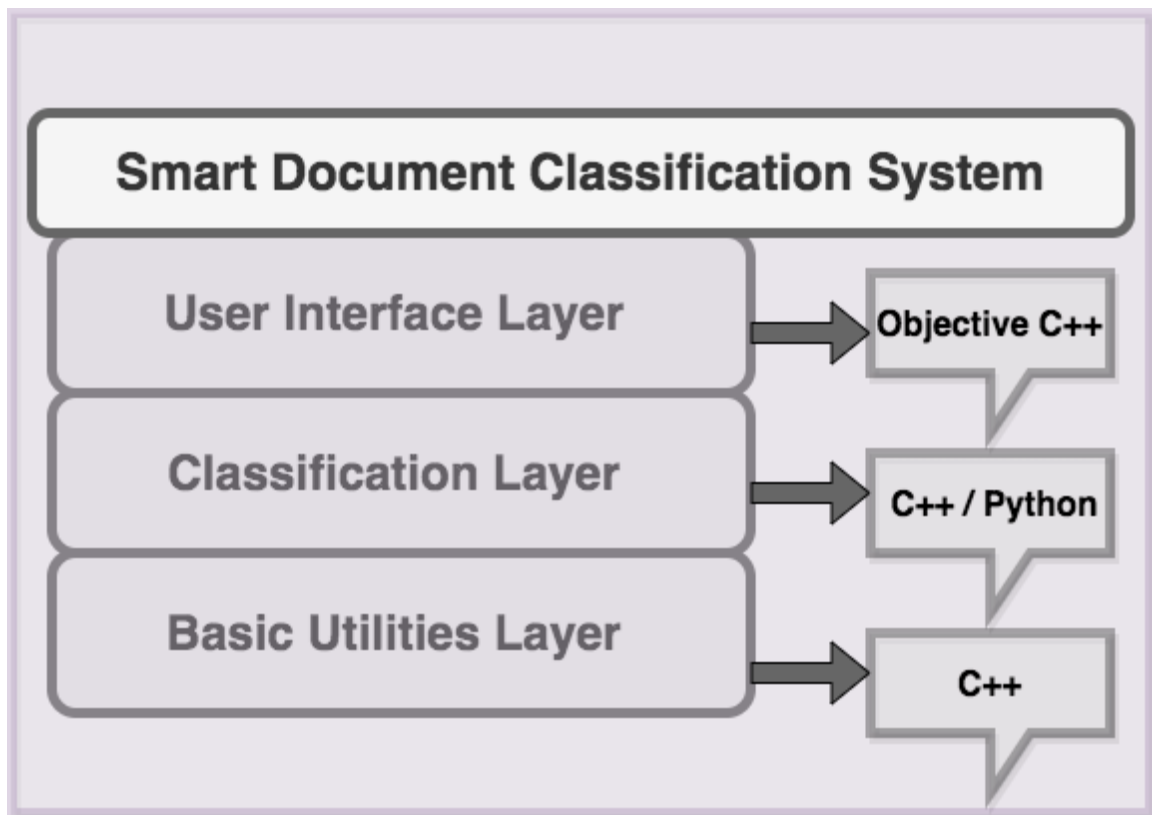 Smart Document Classification System
User Interface Layer
Objective C++
Classification Layer
C++ / Python
Basic Utilities Layer
C++